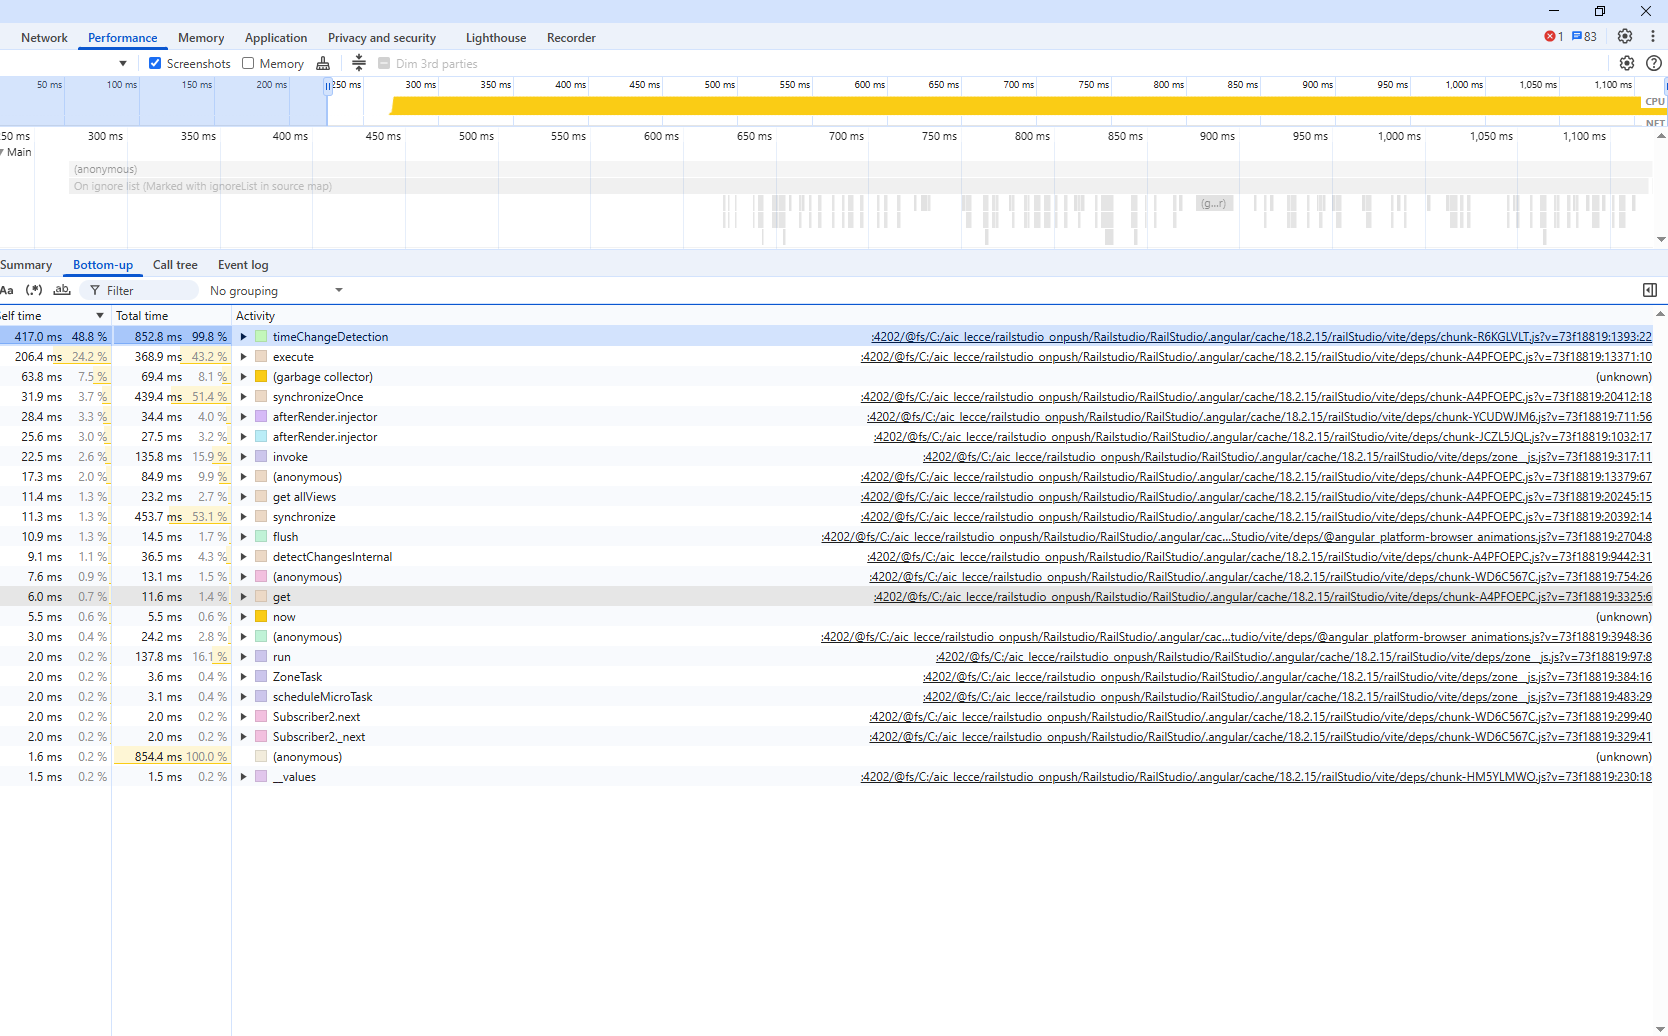 Network Performance Memory Application Privacy and security Lighthouse Recorder 1 83
Screenshots Memory Dim 3rd parties
50 ms 100 ms 150 ms 200 ms 250 ms 300 ms 350 ms 400 ms 450 ms 500 ms 550 ms 600 ms 650 ms 700 ms 750 ms 800 ms 850 ms 900 ms 950 ms 1,000 ms 1,050 ms 1,100 ms
CPU
NET
50 ms 300 ms 350 ms 400 ms 450 ms 500 ms 550 ms 600 ms 650 ms 700 ms 750 ms 800 ms 850 ms 900 ms 950 ms 1,000 ms 1,050 ms 1,100 ms
Main
(anonymous)
On ignore list (Marked with ignoreList in source map)
(g...r)
Summary Bottom-up Call tree Event log
Aa (.*) ab Filter No grouping
elf time Total time Activity
417.0 ms 48.8 % 852.8 ms 99.8 % timeChangeDetection :4202/@fs/C:/aic_lecce/railstudio_onpush/Railstudio/RailStudio/.angular/cache/18.2.15/railStudio/vite/deps/chunk-R6KGLVLT.js?v=73f18819:1393:22
206.4 ms 24.2 % 368.9 ms 43.2 % execute :4202/@fs/C:/aic_lecce/railstudio_onpush/Railstudio/RailStudio/.angular/cache/18.2.15/railStudio/vite/deps/chunk-A4PFOEPC.js?v=73f18819:13371:10
63.8 ms 7.5 % 69.4 ms 8.1 % (garbage collector) (unknown)
31.9 ms 3.7 % 439.4 ms 51.4 % synchronizeOnce :4202/@fs/C:/aic_lecce/railstudio_onpush/Railstudio/RailStudio/.angular/cache/18.2.15/railStudio/vite/deps/chunk-A4PFOEPC.js?v=73f18819:20412:18
28.4 ms 3.3 % 34.4 ms 4.0 % afterRender.injector :4202/@fs/C:/aic_lecce/railstudio_onpush/Railstudio/RailStudio/.angular/cache/18.2.15/railStudio/vite/deps/chunk-YCUDWJM6.js?v=73f18819:711:56
25.6 ms 3.0 % 27.5 ms 3.2 % afterRender.injector :4202/@fs/C:/aic_lecce/railstudio_onpush/Railstudio/RailStudio/.angular/cache/18.2.15/railStudio/vite/deps/chunk-JCZL5JQL.js?v=73f18819:1032:17
22.5 ms 2.6 % 135.8 ms 15.9 % invoke :4202/@fs/C:/aic_lecce/railstudio_onpush/Railstudio/RailStudio/.angular/cache/18.2.15/railStudio/vite/deps/zone__js.js?v=73f18819:317:11
17.3 ms 2.0 % 84.9 ms 9.9 % (anonymous) :4202/@fs/C:/aic_lecce/railstudio_onpush/Railstudio/RailStudio/.angular/cache/18.2.15/railStudio/vite/deps/chunk-A4PFOEPC.js?v=73f18819:13379:67
11.4 ms 1.3 % 23.2 ms 2.7 % get allViews :4202/@fs/C:/aic_lecce/railstudio_onpush/Railstudio/RailStudio/.angular/cache/18.2.15/railStudio/vite/deps/chunk-A4PFOEPC.js?v=73f18819:20245:15
11.3 ms 1.3 % 453.7 ms 53.1 % synchronize :4202/@fs/C:/aic_lecce/railstudio_onpush/Railstudio/RailStudio/.angular/cache/18.2.15/railStudio/vite/deps/chunk-A4PFOEPC.js?v=73f18819:20392:14
10.9 ms 1.3 % 14.5 ms 1.7 % flush :4202/@fs/C:/aic_lecce/railstudio_onpush/Railstudio/RailStudio/.angular/cac...Studio/vite/deps/@angular_platform-browser_animations.js?v=73f18819:2704:8
9.1 ms 1.1 % 36.5 ms 4.3 % detectChangesInternal :4202/@fs/C:/aic_lecce/railstudio_onpush/Railstudio/RailStudio/.angular/cache/18.2.15/railStudio/vite/deps/chunk-A4PFOEPC.js?v=73f18819:9442:31
7.6 ms 0.9 % 13.1 ms 1.5 % (anonymous) :4202/@fs/C:/aic_lecce/railstudio_onpush/Railstudio/RailStudio/.angular/cache/18.2.15/railStudio/vite/deps/chunk-WD6C567C.js?v=73f18819:754:26
6.0 ms 0.7 % 11.6 ms 1.4 % get :4202/@fs/C:/aic_lecce/railstudio_onpush/Railstudio/RailStudio/.angular/cache/18.2.15/railStudio/vite/deps/chunk-A4PFOEPC.js?v=73f18819:3325:6
5.5 ms 0.6 % 5.5 ms 0.6 % now (unknown)
3.0 ms 0.4 % 24.2 ms 2.8 % (anonymous) :4202/@fs/C:/aic_lecce/railstudio_onpush/Railstudio/RailStudio/.angular/cac...tudio/vite/deps/@angular_platform-browser_animations.js?v=73f18819:3948:36
2.0 ms 0.2 % 137.8 ms 16.1 % run :4202/@fs/C:/aic_lecce/railstudio_onpush/Railstudio/RailStudio/.angular/cache/18.2.15/railStudio/vite/deps/zone__js.js?v=73f18819:97:8
2.0 ms 0.2 % 3.6 ms 0.4 % ZoneTask :4202/@fs/C:/aic_lecce/railstudio_onpush/Railstudio/RailStudio/.angular/cache/18.2.15/railStudio/vite/deps/zone__js.js?v=73f18819:384:16
2.0 ms 0.2 % 3.1 ms 0.4 % scheduleMicroTask :4202/@fs/C:/aic_lecce/railstudio_onpush/Railstudio/RailStudio/.angular/cache/18.2.15/railStudio/vite/deps/zone__js.js?v=73f18819:483:29
2.0 ms 0.2 % 2.0 ms 0.2 % Subscriber2.next :4202/@fs/C:/aic_lecce/railstudio_onpush/Railstudio/RailStudio/.angular/cache/18.2.15/railStudio/vite/deps/chunk-WD6C567C.js?v=73f18819:299:40
2.0 ms 0.2 % 2.0 ms 0.2 % Subscriber2._next :4202/@fs/C:/aic_lecce/railstudio_onpush/Railstudio/RailStudio/.angular/cache/18.2.15/railStudio/vite/deps/chunk-WD6C567C.js?v=73f18819:329:41
1.6 ms 0.2 % 854.4 ms 100.0 % (anonymous) (unknown)
1.5 ms 0.2 % 1.5 ms 0.2 % __values :4202/@fs/C:/aic_lecce/railstudio_onpush/Railstudio/RailStudio/.angular/cache/18.2.15/railStudio/vite/deps/chunk-HM5YLMWO.js?v=73f18819:230:18